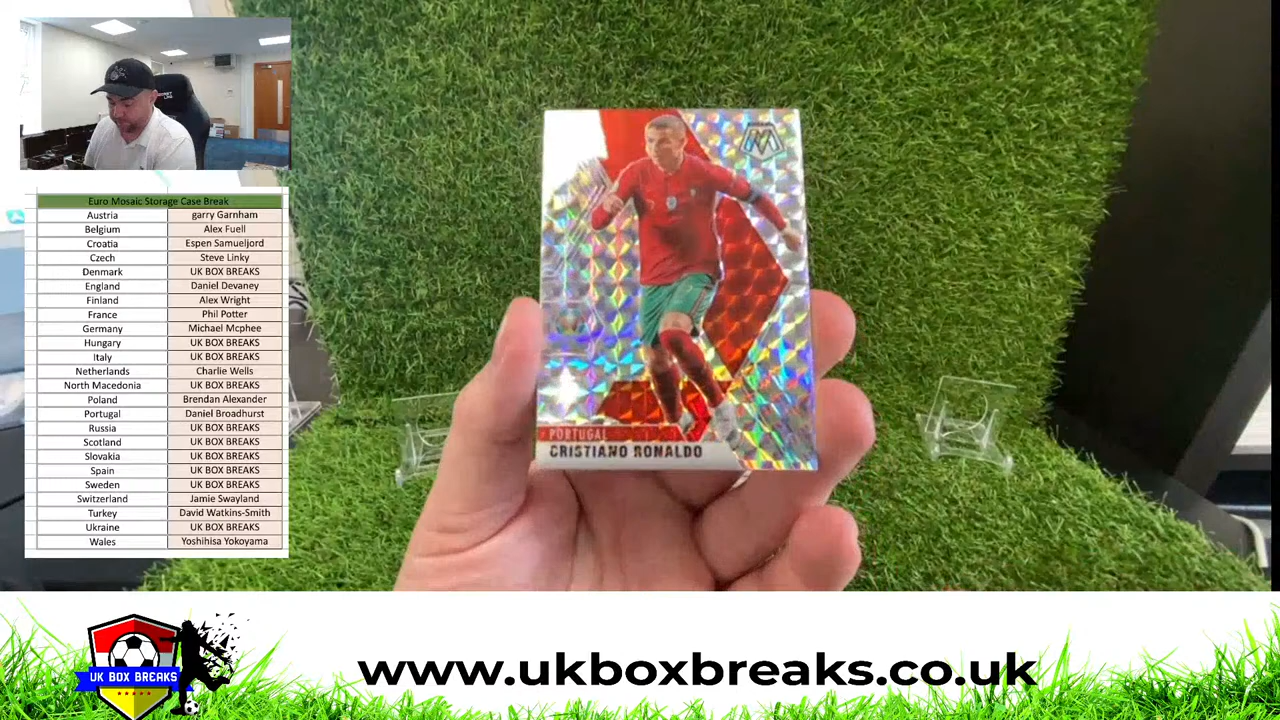 Euro Mosaic Storage Case Break
Austria garry Garnham
Belgium Alex Fuell
Croatia Espen Samueljord
Czech Steve Linky
Denmark UK BOX BREAKS
England Daniel Devaney
Finland Alex Wright
France Phil Potter
Germany Michael Mcphee
Hungary UK BOX BREAKS
Italy UK BOX BREAKS
Netherlands Charlie Wells
North Macedonia UK BOX BREAKS
Poland Brendan Alexander
Portugal Daniel Broadhurst
Russia UK BOX BREAKS
Scotland UK BOX BREAKS
Slovakia UK BOX BREAKS
Spain UK BOX BREAKS
Sweden UK BOX BREAKS
Switzerland Jamie Swayland
Turkey David Watkins-Smith
Ukraine UK BOX BREAKS
Wales Yoshihisa Yokoyama
PORTUGAL
CRISTIANO RONALDO
UK BOX BREAKS
www.ukboxbreaks.co.uk